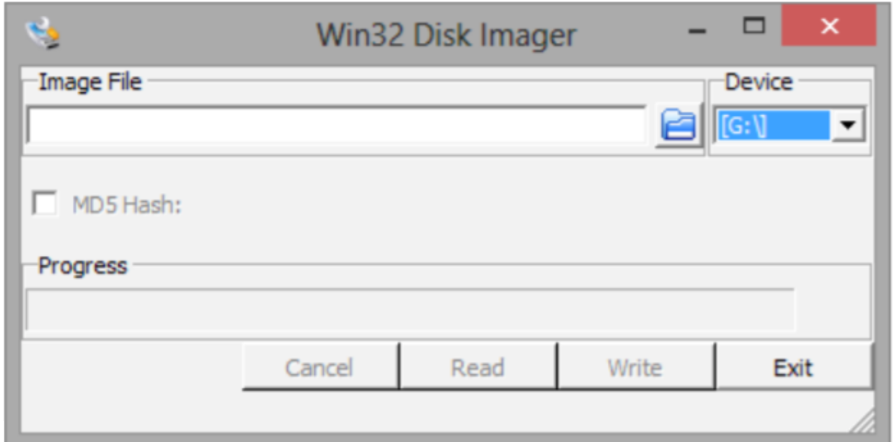 Win32 Disk Imager
Image File
Device
[G:\]
MD5 Hash:
Progress
Cancel Read Write Exit